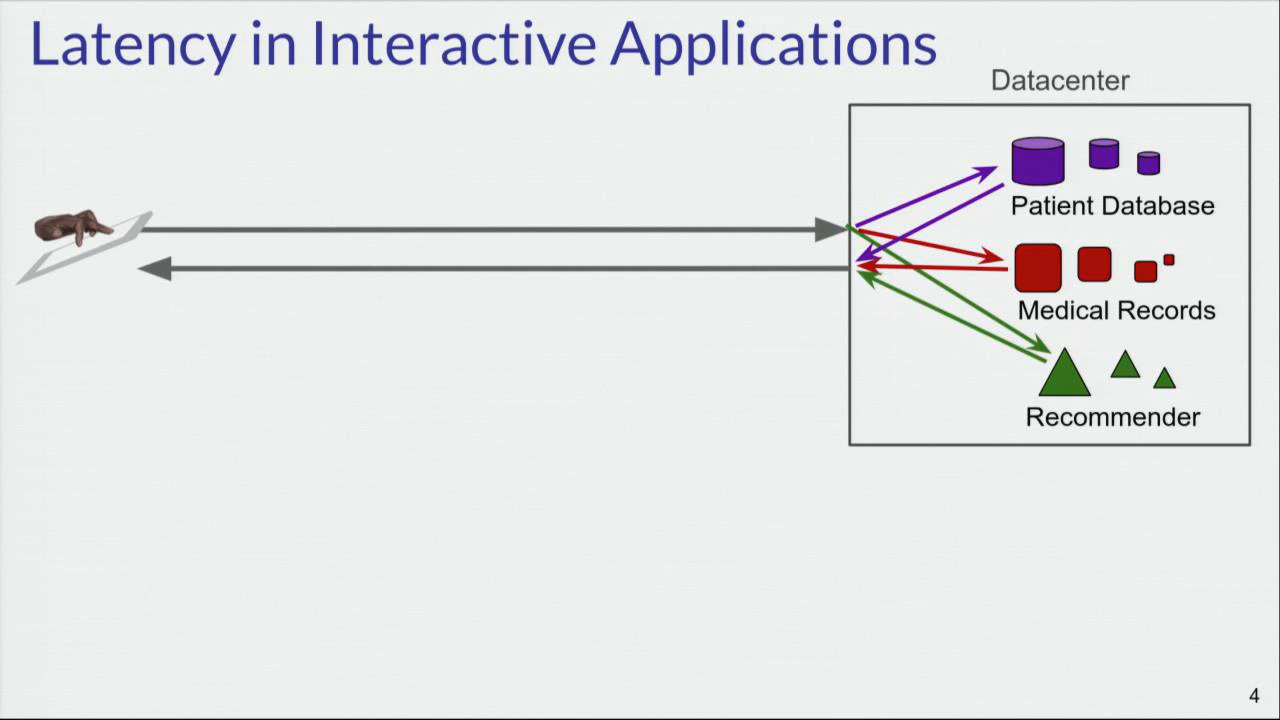 Latency in Interactive Applications
Datacenter
Patient Database
Medical Records
Recommender
4